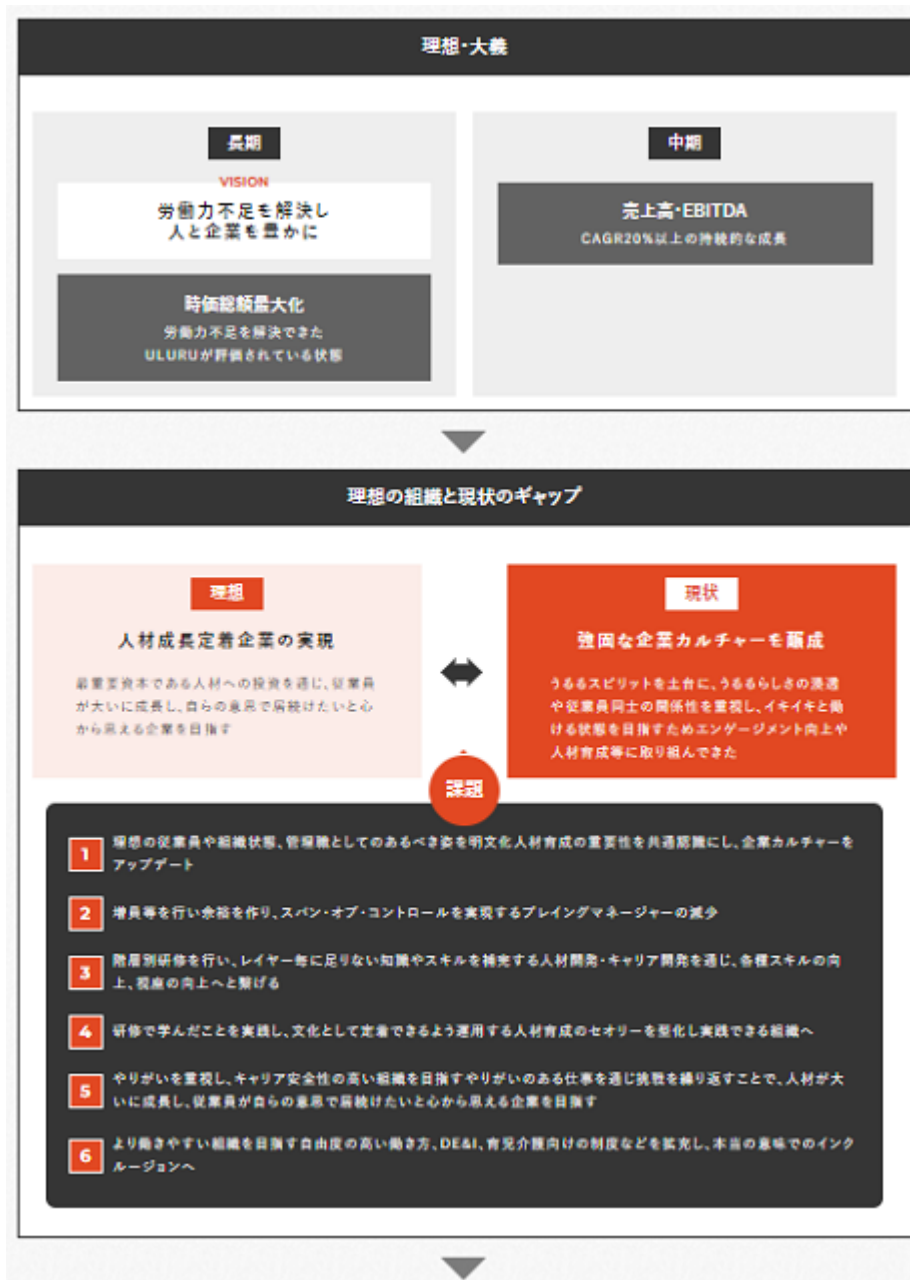 理想・大義
長期
VISION
労働力不足を解決し
人と企業を豊かに
時価総額最大化
労働力不足を解決できた
ULURUが評価されている状態
中期
売上高・EBITDA
CAGR20%以上の持続的な成長
理想の組織と現状のギャップ
理想
人材成長定着企業の実現
最重要資本である人材への投資を通じ、従業員
が大いに成長し、自らの意思で居続けたいと心
から思える企業を目指す
現状
強固な企業カルチャーを醸成
うるるスピリットを土台に、うるるらしさの浸透
や従業員同士の関係性を重視し、イキイキと働
ける状態を目指すためエンゲージメント向上や
人材育成等に取り組んできた
課題
1
理想の従業員や組織状態、管理職としてのあるべき姿を明文化人材育成の重要性を共通認識にし、企業カルチャーを
アップデート
2
増員等を行い余裕を作り、スパン・オブ・コントロールを実現するプレイングマネージャーの減少
3
階層別研修を行い、レイヤー毎に足りない知識やスキルを補充する人材開発・キャリア開発を通じ、各種スキルの向
上、視座の向上へと繋げる
4
研修で学んだことを実践し、文化として定着できるよう運用する人材育成のセオリーを型化し実践できる組織へ
5
やりがいを重視し、キャリア安全性の高い組織を目指すやりがいのある仕事を通じ挑戦を繰り返すことで、人材が大
いに成長し、従業員が自らの意思で居続けたいと心から思える企業を目指す
6
より働きやすい組織を目指す自由度の高い働き方、DE&I、育児介護向けの制度などを拡充し、本当の意味でのインク
ルージョンへ